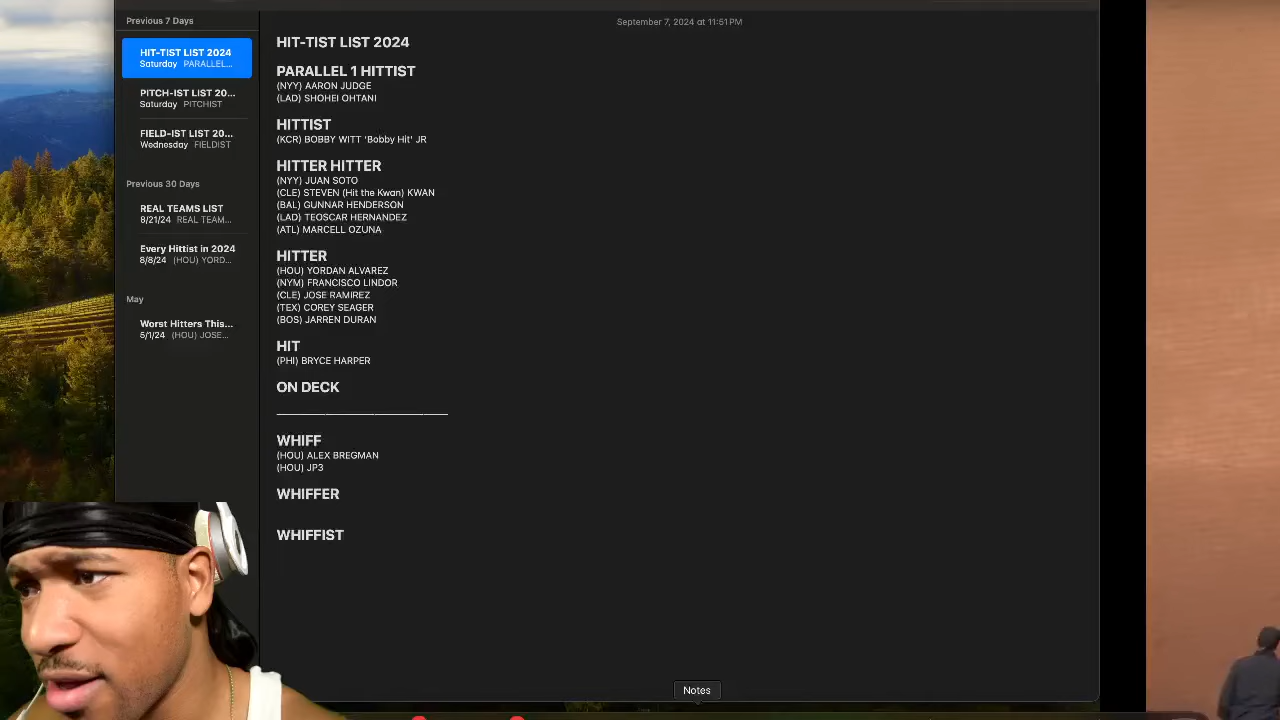 Previous 7 Days
HIT-TIST LIST 2024
Saturday PARALLEL...
PITCH-IST LIST 20...
Saturday PITCHIST
FIELD-IST LIST 20...
Wednesday FIELDIST
Previous 30 Days
REAL TEAMS LIST
8/21/24 REAL TEAM...
Every Hittist in 2024
8/8/24 (HOU) YORD...
May
Worst Hitters This...
5/1/24 (HOU) JOSE...
September 7, 2024 at 11:51 PM
HIT-TIST LIST 2024
PARALLEL 1 HITTIST
(NYY) AARON JUDGE
(LAD) SHOHEI OHTANI
HITTIST
(KCR) BOBBY WITT 'Bobby Hit' JR
HITTER HITTER
(NYY) JUAN SOTO
(CLE) STEVEN (Hit the Kwan) KWAN
(BAL) GUNNAR HENDERSON
(LAD) TEOSCAR HERNANDEZ
(ATL) MARCELL OZUNA
HITTER
(HOU) YORDAN ALVAREZ
(NYM) FRANCISCO LINDOR
(CLE) JOSE RAMIREZ
(TEX) COREY SEAGER
(BOS) JARREN DURAN
HIT
(PHI) BRYCE HARPER
ON DECK
WHIFF
(HOU) ALEX BREGMAN
(HOU) JP3
WHIFFER
WHIFFIST
Notes